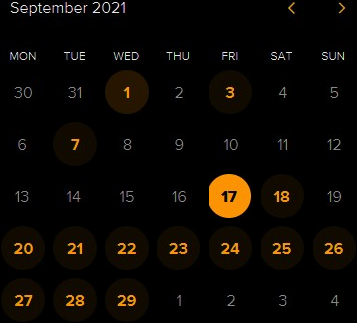 September 2021
MON TUE WED THU FRI SAT SUN
30 31 1 2 3 4 5
6 7 8 9 10 11 12
13 14 15 16 17 18 19
20 21 22 23 24 25 26
27 28 29 1 2 3 4